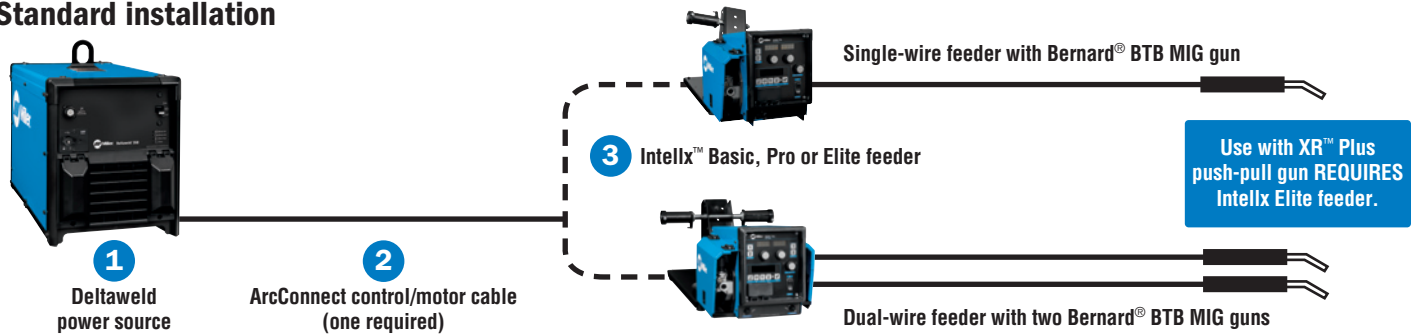 Standard installation
Single-wire feeder with Bernard® BTB MIG gun
3 Intellx™ Basic, Pro or Elite feeder
Use with XR™ Plus
push-pull gun REQUIRES
Intellx Elite feeder.
1
Deltaweld
power source
2
ArcConnect control/motor cable
(one required)
Dual-wire feeder with two Bernard® BTB MIG guns
Miller